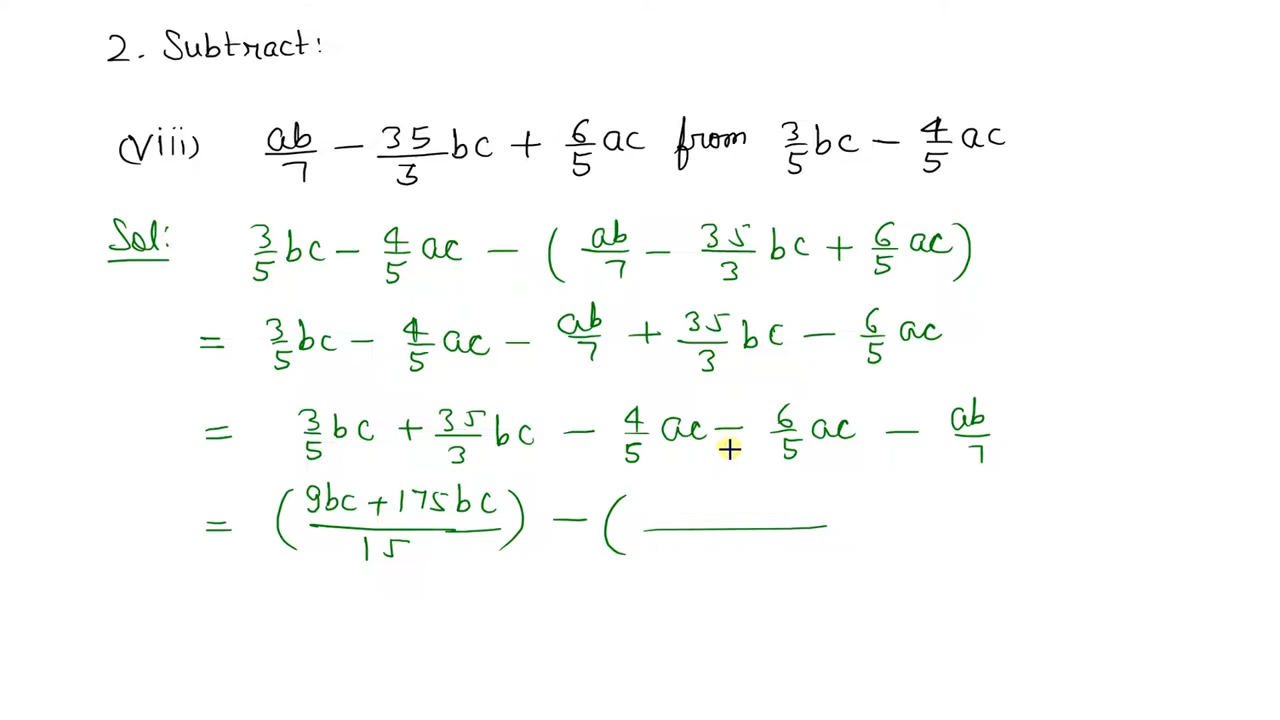 2. Subtract:
(viii) ab/7 - 35/3 bc + 6/5 ac from 3/5 bc - 4/5 ac
Sol: 3/5 bc - 4/5 ac - (ab/7 - 35/3 bc + 6/5 ac)
= 3/5 bc - 4/5 ac - ab/7 + 35/3 bc - 6/5 ac
= 3/5 bc + 35/3 bc - 4/5 ac - 6/5 ac - ab/7
= (9bc + 175bc / 15) - (